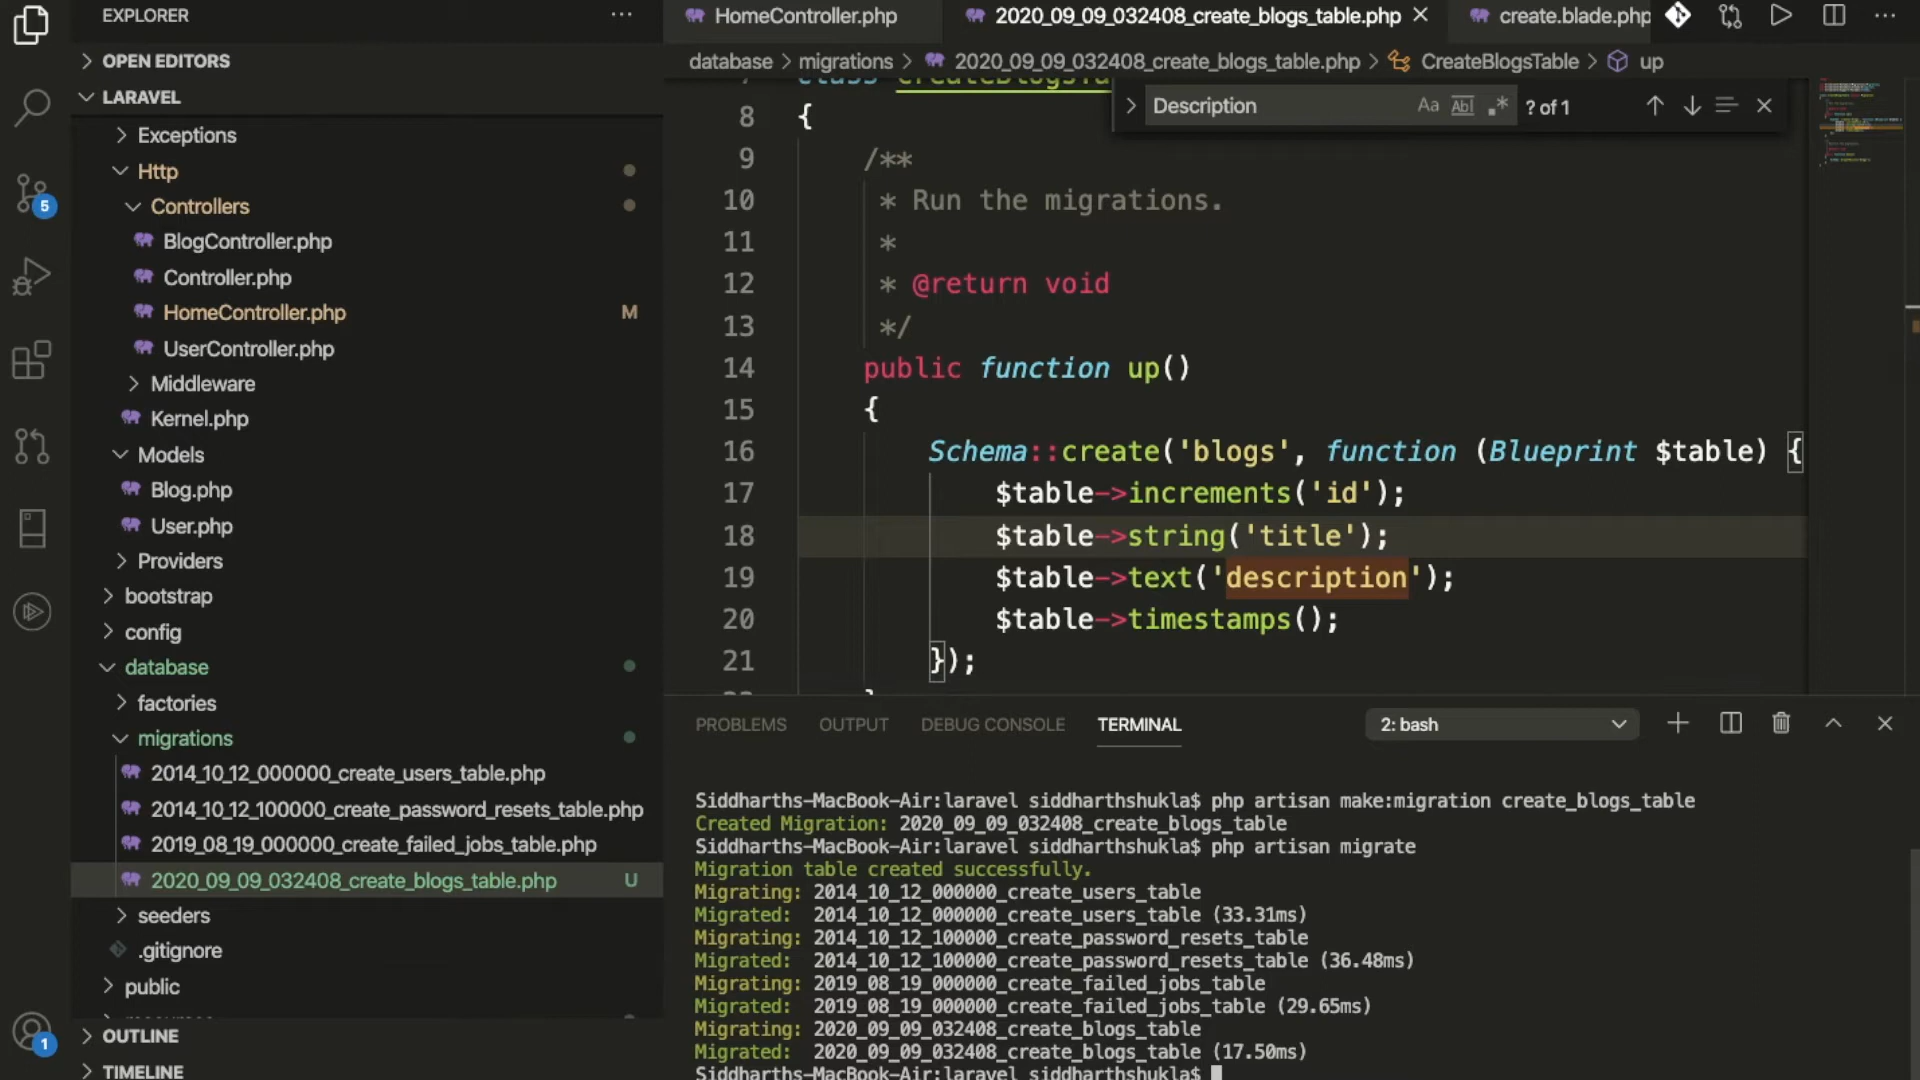 EXPLORER
OPEN EDITORS
LARAVEL
Exceptions
Http
Controllers
BlogController.php
Controller.php
HomeController.php M
UserController.php
Middleware
Kernel.php
Models
Blog.php
User.php
Providers
bootstrap
config
database
factories
migrations
2014_10_12_000000_create_users_table.php
2014_10_12_100000_create_password_resets_table.php
2019_08_19_000000_create_failed_jobs_table.php
2020_09_09_032408_create_blogs_table.php U
seeders
.gitignore
public
OUTLINE
TIMELINE
5
1
HomeController.php 2020_09_09_032408_create_blogs_table.php create.blade.php
database > migrations > 2020_09_09_032408_create_blogs_table.php > CreateBlogsTable > up
Description Aa Abl .* ? of 1
8 {
9 /**
10 * Run the migrations.
11 *
12 * @return void
13 */
14 public function up()
15 {
16 Schema::create('blogs', function (Blueprint $table) {
17 $table->increments('id');
18 $table->string('title');
19 $table->text('description');
20 $table->timestamps();
21 });
PROBLEMS OUTPUT DEBUG CONSOLE TERMINAL 2: bash
Siddharths-MacBook-Air:laravel siddharthshukla$ php artisan make:migration create_blogs_table
Created Migration: 2020_09_09_032408_create_blogs_table
Siddharths-MacBook-Air:laravel siddharthshukla$ php artisan migrate
Migration table created successfully.
Migrating: 2014_10_12_000000_create_users_table
Migrated: 2014_10_12_000000_create_users_table (33.31ms)
Migrating: 2014_10_12_100000_create_password_resets_table
Migrated: 2014_10_12_100000_create_password_resets_table (36.48ms)
Migrating: 2019_08_19_000000_create_failed_jobs_table
Migrated: 2019_08_19_000000_create_failed_jobs_table (29.65ms)
Migrating: 2020_09_09_032408_create_blogs_table
Migrated: 2020_09_09_032408_create_blogs_table (17.50ms)
Siddharths-MacBook-Air:laravel siddharthshukla$